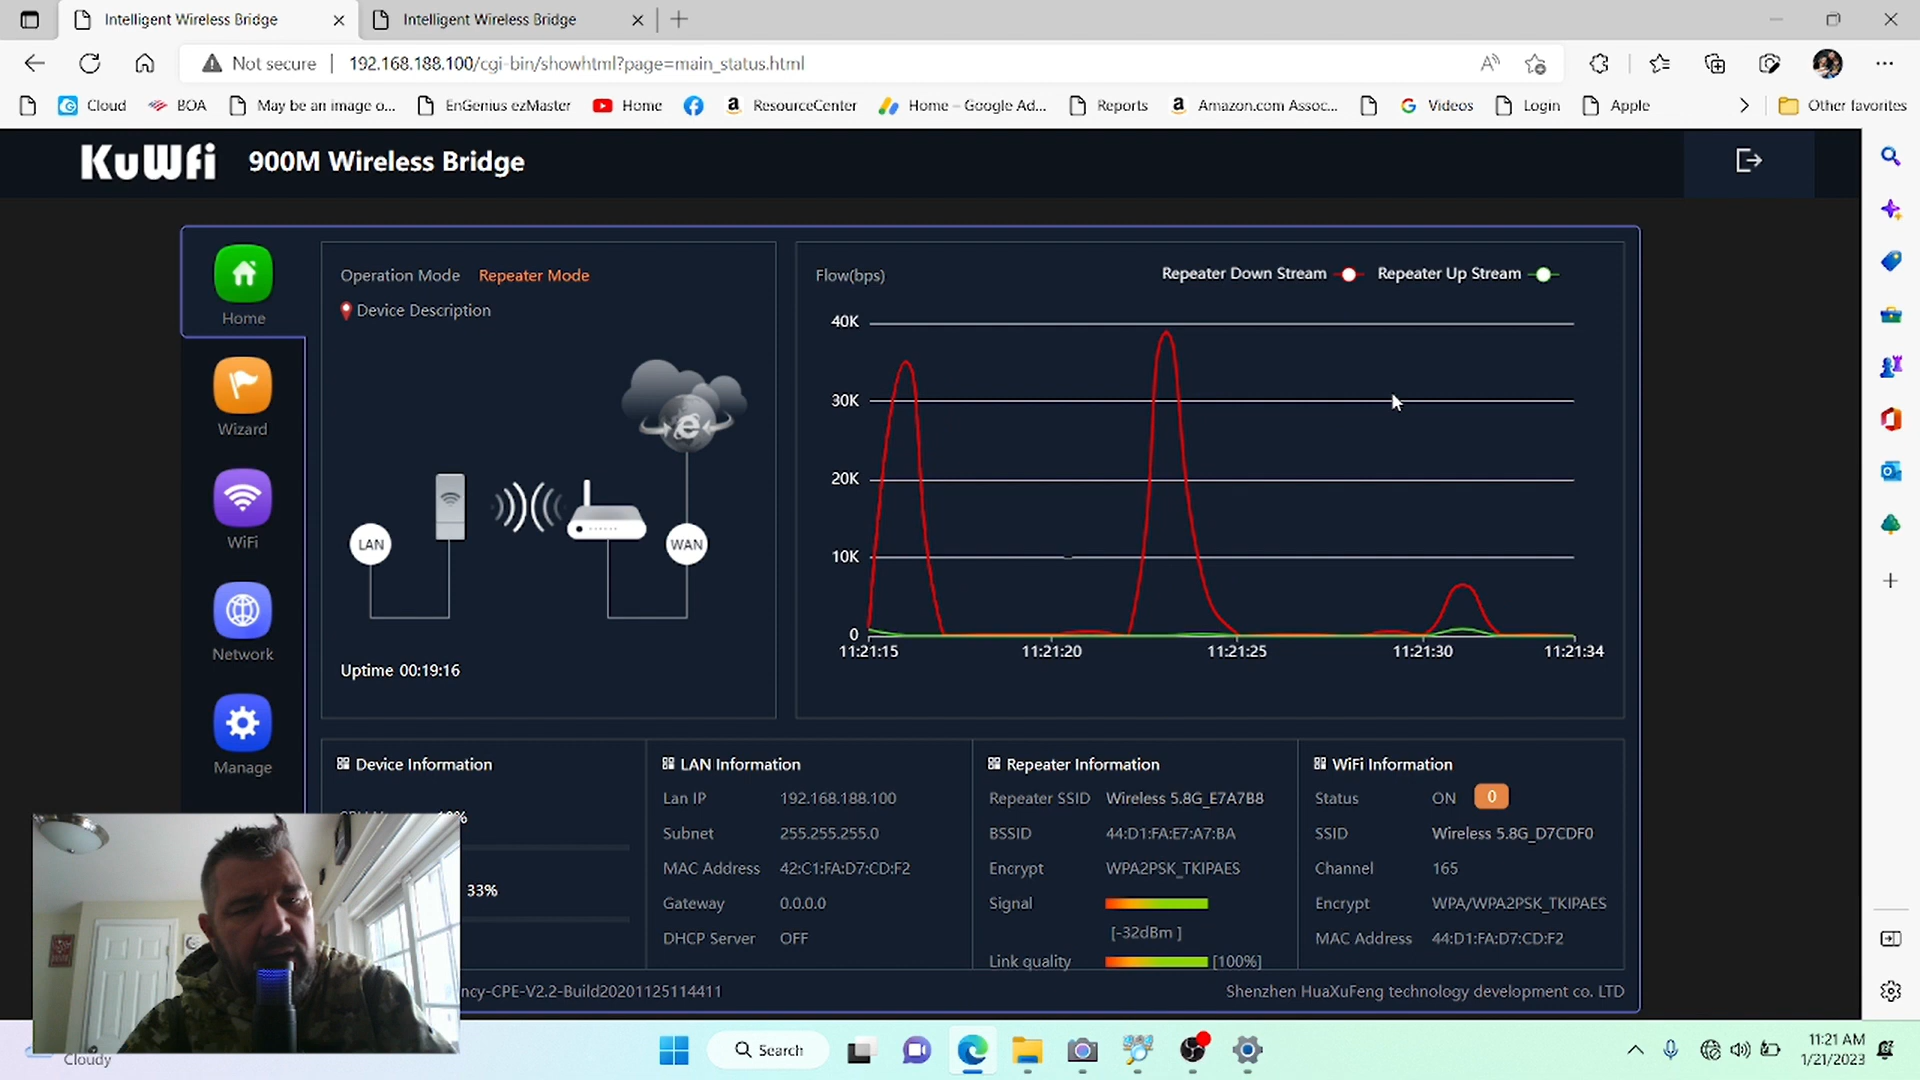 Intelligent Wireless Bridge
Intelligent Wireless Bridge
Not secure 192.168.188.100/cgi-bin/showhtml?page=main_status.html
Cloud BOA May be an image o... EnGenius ezMaster Home ResourceCenter Home – Google Ad... Reports Amazon.com Assoc... Videos Login Apple Other favorites
KuWfi 900M Wireless Bridge
Home
Wizard
WiFi
Network
Manage
Operation Mode Repeater Mode
Device Description
LAN
WAN
Uptime 00:19:16
Flow(bps) Repeater Down Stream Repeater Up Stream
40K
30K
20K
10K
0
11:21:15 11:21:20 11:21:25 11:21:30 11:21:34
Device Information
33%
LAN Information
Lan IP 192.168.188.100
Subnet 255.255.255.0
MAC Address 42:C1:FA:D7:CD:F2
Gateway 0.0.0.0
DHCP Server OFF
Repeater Information
Repeater SSID Wireless 5.8G_E7A7B8
BSSID 44:D1:FA:E7:A7:BA
Encrypt WPA2PSK_TKIPAES
Signal
[-32dBm ]
Link quality [100%]
WiFi Information
Status ON 0
SSID Wireless 5.8G_D7CDF0
Channel 165
Encrypt WPA/WPA2PSK_TKIPAES
MAC Address 44:D1:FA:D7:CD:F2
ncy-CPE-V2.2-Build20201125114411 Shenzhen HuaXuFeng technology development co. LTD
Cloudy
Search
11:21 AM
1/21/2023